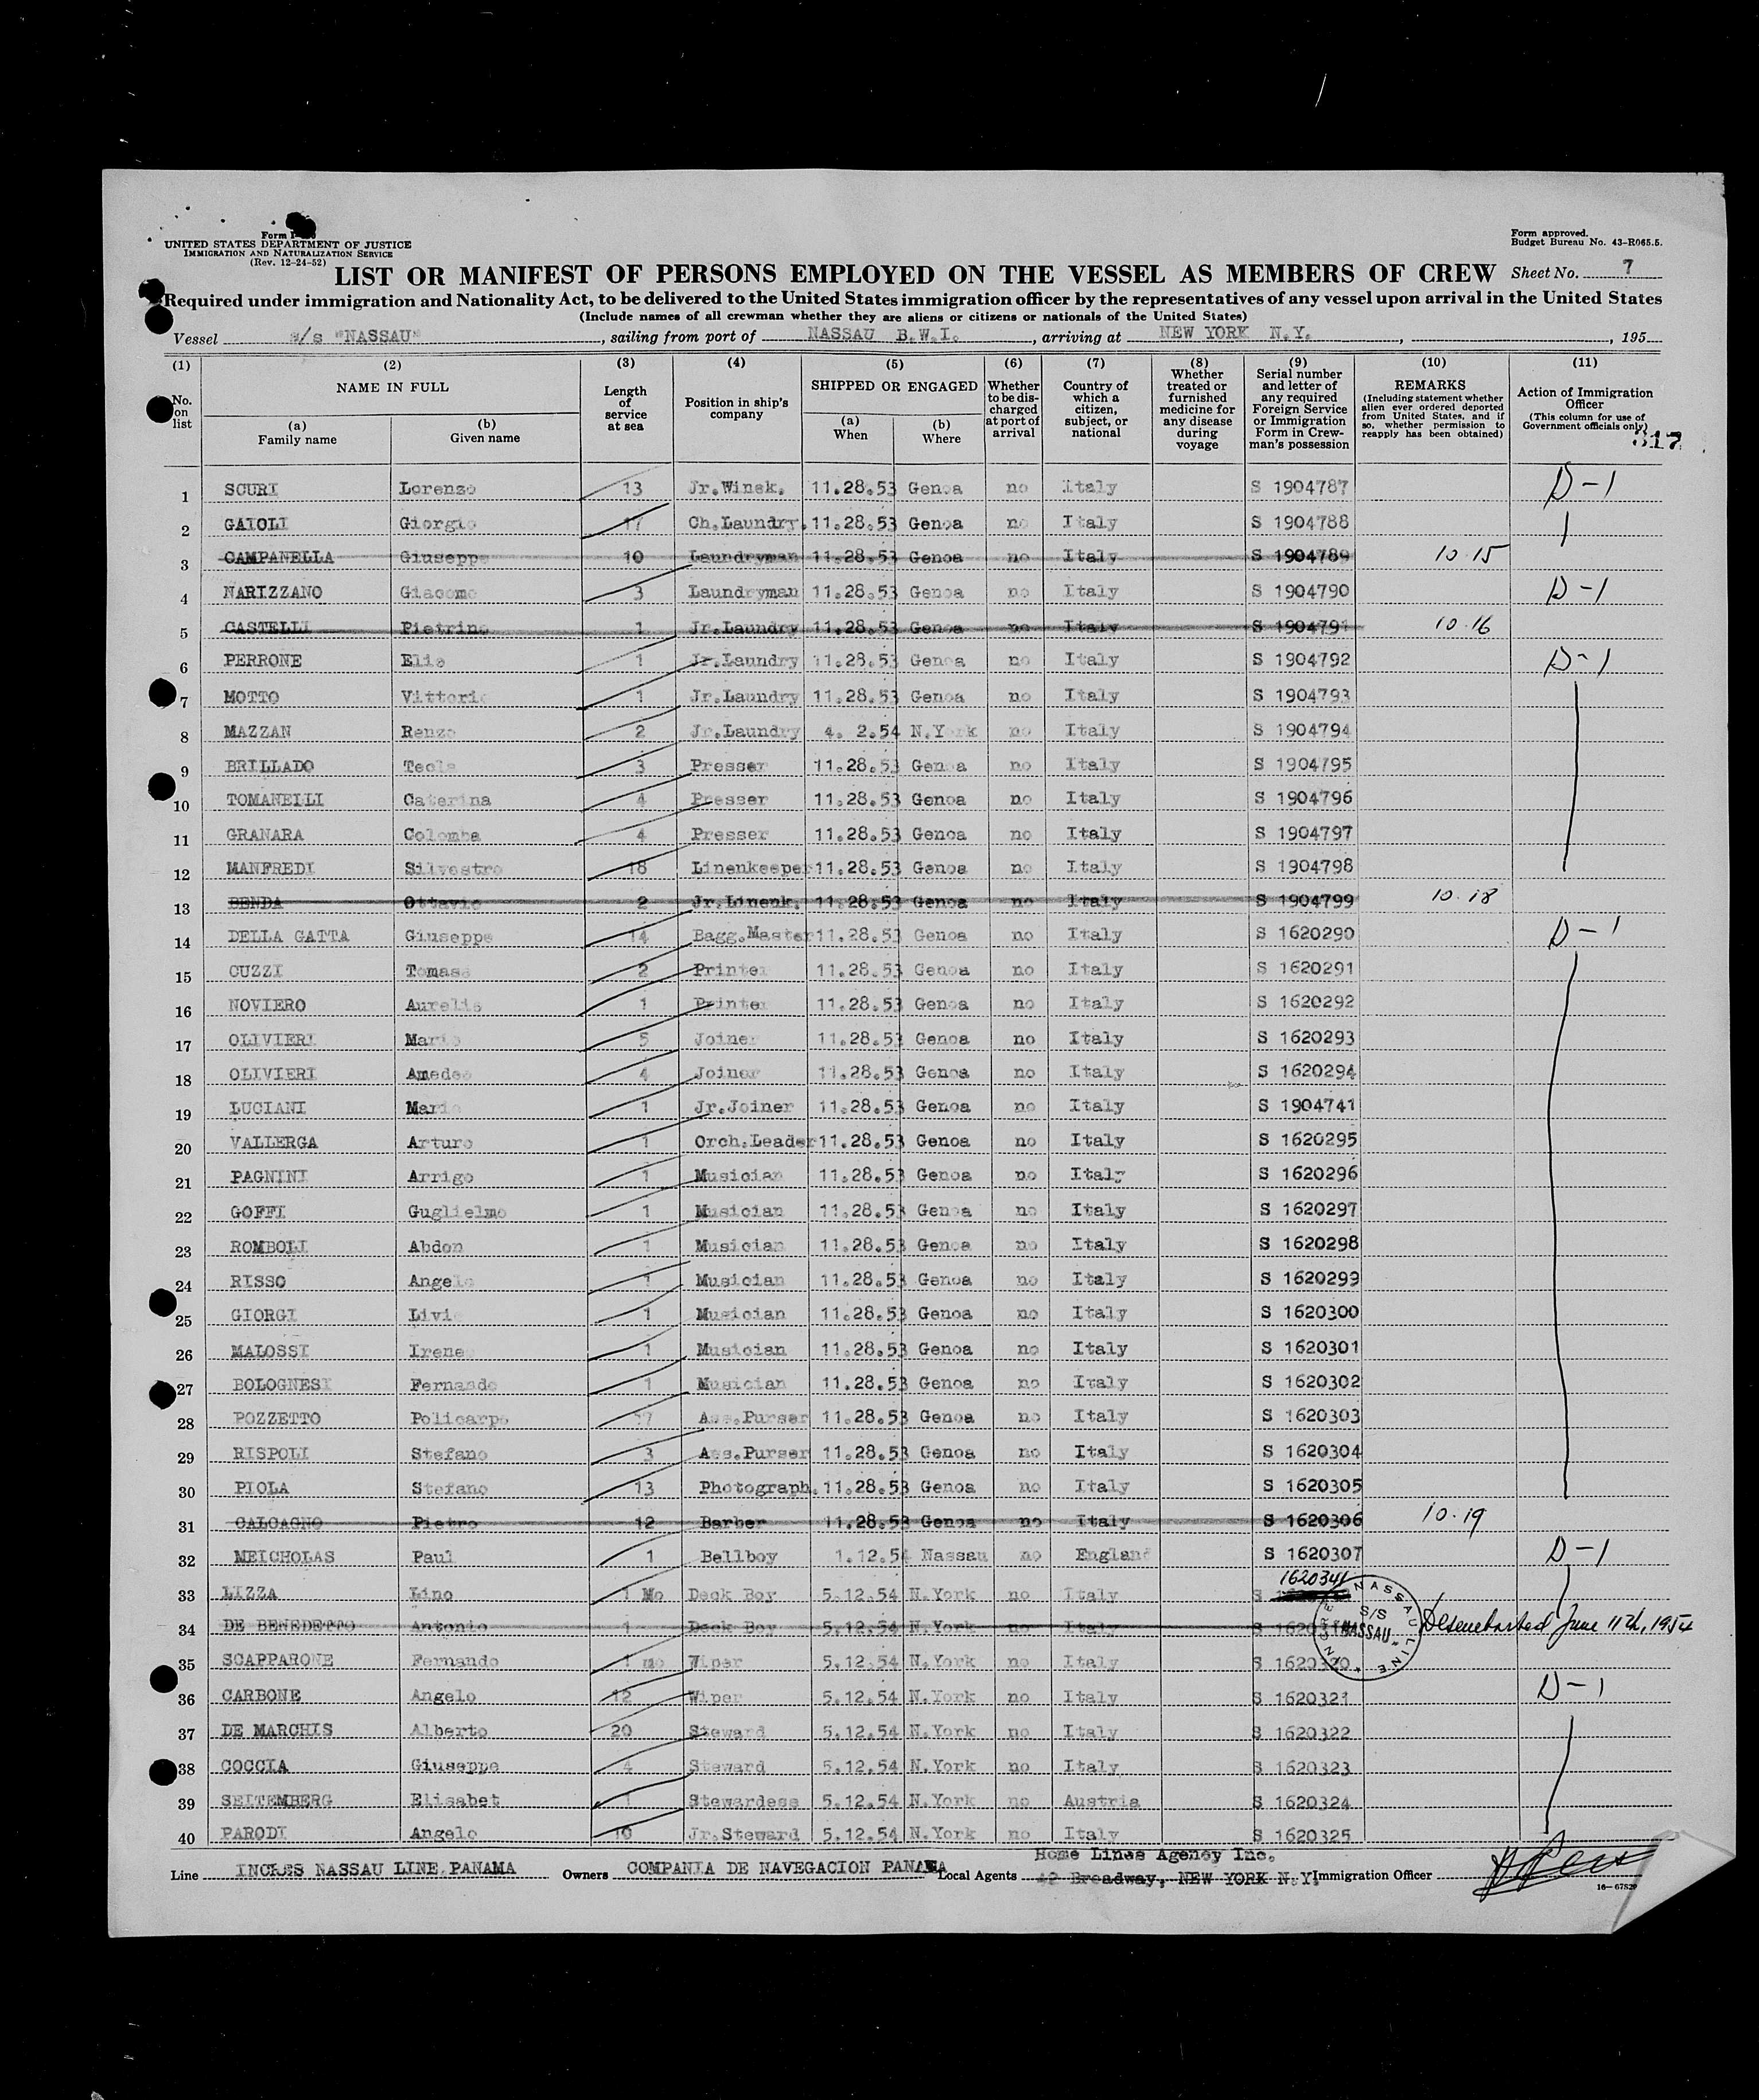 Form approved.
Budget Bureau No. 43-R065.5.
Form
UNITED STATES DEPARTMENT OF JUSTICE
IMMIGRATION AND NATURALIZATION SERVICE
(Rev. 12-24-52)
LIST OR MANIFEST OF PERSONS EMPLOYED ON THE VESSEL AS MEMBERS OF CREW Sheet No. 7
Required under immigration and Nationality Act, to be delivered to the United States immigration officer by the representatives of any vessel upon arrival in the United States
(Include names of all crewman whether they are aliens or citizens or nationals of the United States)
Vessel s/s "NASSAU", sailing from port of NASSAU B.W.I., arriving at NEW YORK N.Y., , 195
(1) (2) (3) (4) (5) (6) (7) (8) (9) (10) (11)
No. on list
NAME IN FULL
(a) Family name
(b) Given name
Length of service at sea
Position in ship's company
SHIPPED OR ENGAGED
(a) When
(b) Where
Whether to be discharged at port of arrival
Country of which a citizen, subject, or national
Whether treated or furnished medicine for any disease during voyage
Serial number and letter of any required Foreign Service or Immigration Form in Crewman's possession
REMARKS
(Including statement whether alien ever ordered deported from United States, and if so, whether permission to reapply has been obtained)
Action of Immigration Officer
(This column for use of Government officials only)
317
1 SCURI Lorenzo 13 Jr.Winek. 11.28.53 Genoa no Italy S 1904787 D-1
2 GAIOLI Giorgio 17 Ch.Laundry. 11.28.53 Genoa no Italy S 1904788
3 CAMPANELLA Giuseppe 10 Laundryman 11.28.53 Genoa no Italy S 1904789 10.15
4 NARIZZANO Giacomo 3 Laundryman 11.28.53 Genoa no Italy S 1904790 D-1
5 CASTELLI Pietrina 1 Jr.Laundry 11.28.53 Genoa no Italy S 1904791 10.16
6 PERRONE Elio 1 Jr.Laundry 11.28.53 Genoa no Italy S 1904792 D-1
7 MOTTO Vittorio 1 Jr.Laundry 11.28.53 Genoa no Italy S 1904793
8 MAZZAN Renzo 2 Jr.Laundry 4. 2.54 N.York no Italy S 1904794
9 BRILLADO Tecla 3 Presser 11.28.53 Genoa no Italy S 1904795
10 TOMANELLI Caterina 4 Presser 11.28.53 Genoa no Italy S 1904796
11 GRANARA Colomba 4 Presser 11.28.53 Genoa no Italy S 1904797
12 MANFREDI Silvestro 18 Linenkeeper 11.28.53 Genoa no Italy S 1904798
13 BENDA Ottavio 2 Jr.Linenk. 11.28.53 Genoa no Italy S 1904799 10.18
14 DELLA GATTA Giuseppe 14 Bagg.Master 11.28.53 Genoa no Italy S 1620290 D-1
15 CUZZI Tomaso 2 Printer 11.28.53 Genoa no Italy S 1620291
16 NOVIERO Aurelio 1 Printer 11.28.53 Genoa no Italy S 1620292
17 OLIVIERI Mario 5 Joiner 11.28.53 Genoa no Italy S 1620293
18 OLIVIERI Amedeo 4 Joiner 11.28.53 Genoa no Italy S 1620294
19 LUCIANI Mario 1 Jr.Joiner 11.28.53 Genoa no Italy S 1904741
20 VALLERGA Arturo 1 Orch.Leader 11.28.53 Genoa no Italy S 1620295
21 PAGNINI Arrigo 1 Musician 11.28.53 Genoa no Italy S 1620296
22 GOFFI Guglielmo 1 Musician 11.28.53 Genoa no Italy S 1620297
23 ROMBOLI Abdon 1 Musician 11.28.53 Genoa no Italy S 1620298
24 RISSO Angelo 1 Musician 11.28.53 Genoa no Italy S 1620299
25 GIORGI Livio 1 Musician 11.28.53 Genoa no Italy S 1620300
26 MALOSSI Irene 1 Musician 11.28.53 Genoa no Italy S 1620301
27 BOLOGNESI Fernando 1 Musician 11.28.53 Genoa no Italy S 1620302
28 POZZETTO Policarpo 17 Ass.Purser 11.28.53 Genoa no Italy S 1620303
29 RISPOLI Stefano 3 Ass.Purser 11.28.53 Genoa no Italy S 1620304
30 PIOLA Stefano 13 Photograph. 11.28.53 Genoa no Italy S 1620305
31 CALCAGNO Pietro 12 Barber 11.28.53 Genoa no Italy S 1620306 10.19
32 MEICHOLAS Paul 1 Bellboy 1.12.54 Nassau no England S 1620307 D-1
33 LIZZA Lino 1 Mo Deck Boy 5.12.54 N.York no Italy S 1620341
34 DE BENEDETTO Antonio 1 Deck Boy 5.12.54 N.York no Italy S Desembarked June 11th, 1954
INCRES NASSAU LINE S/S "NASSAU"
35 SCAPPARONE Fernando 1 mo Wiper 5.12.54 N.York no Italy S 1620320
36 CARBONE Angelo 12 Wiper 5.12.54 N.York no Italy S 1620321 D-1
37 DE MARCHIS Alberto 20 Steward 5.12.54 N.York no Italy S 1620322
38 COCCIA Giuseppe 4 Steward 5.12.54 N.York no Italy S 1620323
39 SEITEMBERG Elisabet 1 Stewardess 5.12.54 N.York no Austria S 1620324
40 PARODI Angelo 16 Jr.Steward 5.12.54 N.York no Italy S 1620325
Line INCRES NASSAU LINE PANAMA Owners COMPANIA DE NAVEGACION PANAMA Local Agents Home Lines Agency Inc.
42 Broadway, NEW YORK N.Y. Immigration Officer